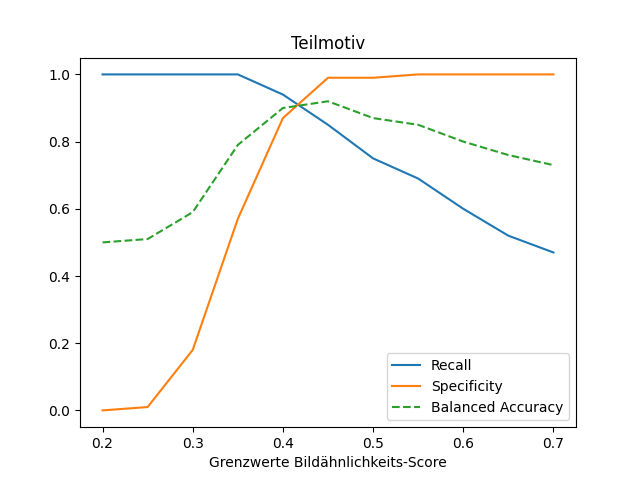 Teilmotiv
1.0
0.8
0.6
0.4
0.2
0.0
Recall
Specificity
Balanced Accuracy
0.2 0.3 0.4 0.5 0.6 0.7
Grenzwerte Bildähnlichkeits-Score